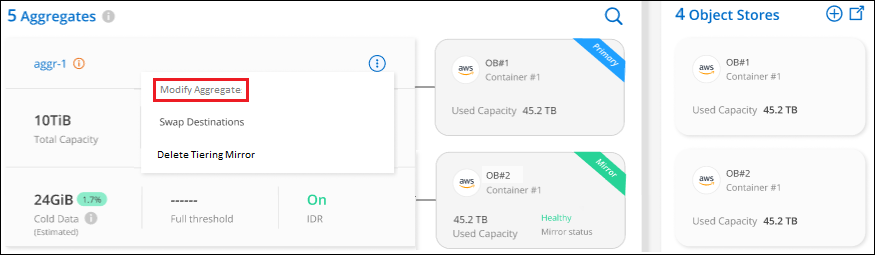 5 Aggregates i
4 Object Stores
aggr-1
Modify Aggregate
Swap Destinations
Delete Tiering Mirror
10TiB
Total Capacity
24GiB 1.7%
Cold Data i
(Estimated)
------
Full threshold
On
IDR
Primary
aws OB#1
Container #1
Used Capacity 45.2 TB
Mirror
aws OB#2
Container #1
45.2 TB Healthy
Used Capacity Mirror status
aws OB#1
Container #1
Used Capacity 45.2 TB
aws OB#2
Container #1
Used Capacity 45.2 TB